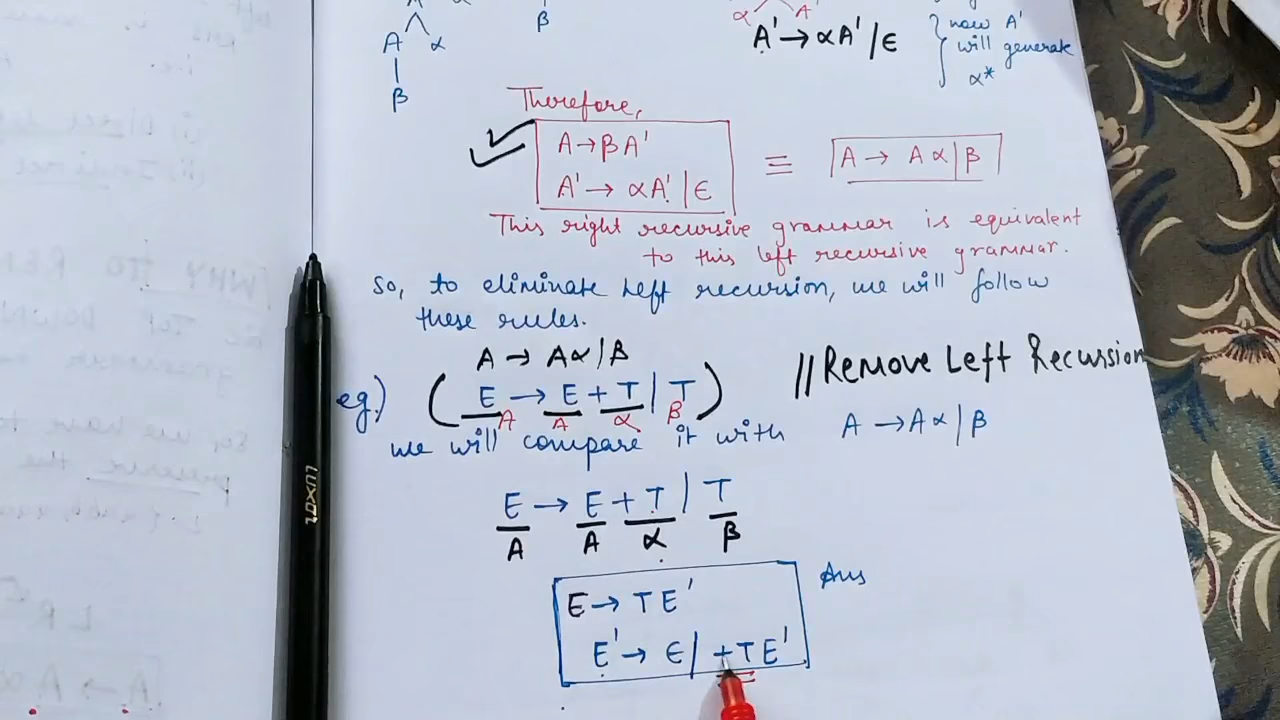 α A'
A α
β
β
A' → αA' | ϵ
now A'
will generate
α*
Therefore,
A → βA'
A' → αA' | ϵ
≡
A → Aα | β
This right recursive grammar is equivalent
to this left recursive grammar.
So, to eliminate Left recursion, we will follow
these rules.
A → Aα | β
eg.) ( E → E + T | T )
A A α β
// Remove Left Recursion
we will compare it with A → Aα | β
E → E + T | T
A A α β
E → TE'
E' → ϵ | +TE'
Ans
LUXOR